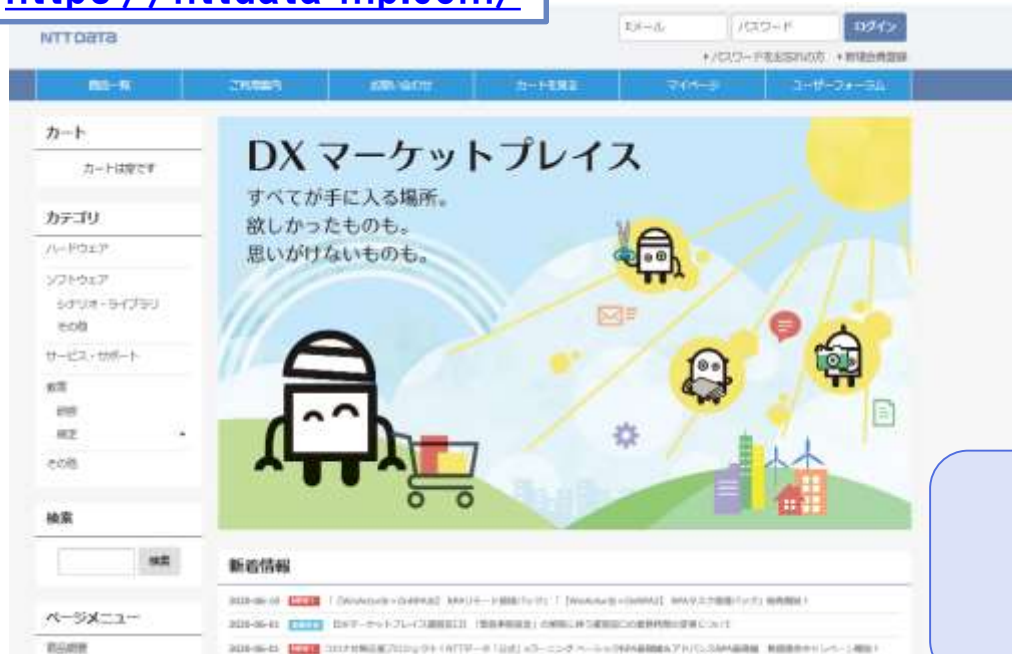 https://nttdata-mp.com/
NTT DATA
Eメール
パスワード
ログイン
パスワードをお忘れの方
新規会員登録
商品一覧
ご利用案内
お問い合わせ
カートを見る
マイページ
ユーザーフォーラム
カート
カートは空です
カテゴリ
ハードウェア
ソフトウェア
シナリオ・ライブラリ
その他
サービス・サポート
教育
研修
検定
その他
検索
検索
ページメニュー
DX マーケットプレイス
すべてが手に入る場所。
欲しかったものも。
思いがけないものも。
新着情報